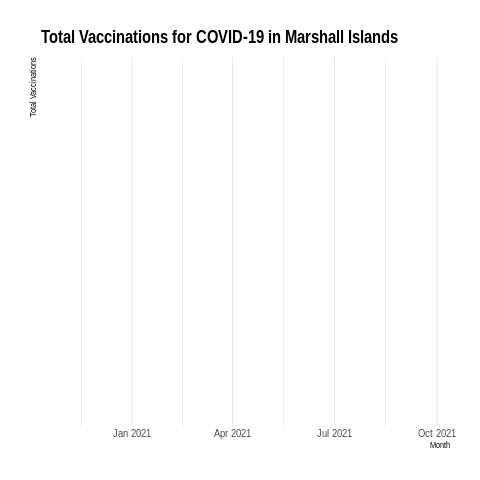 Total Vaccinations for COVID-19 in Marshall Islands
Total Vaccinations
Jan 2021 Apr 2021 Jul 2021 Oct 2021
Month